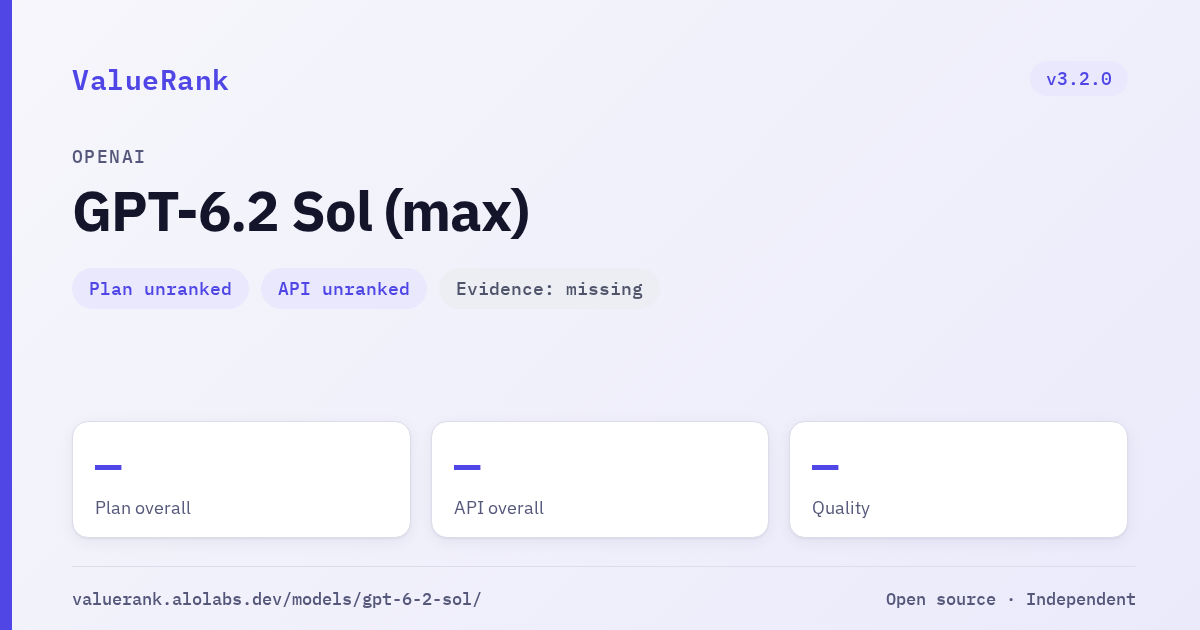 ValueRank
v3.2.0
OPENAI
GPT-6.2 Sol (max)
Plan unranked
API unranked
Evidence: missing
—
Plan overall
—
API overall
—
Quality
valuerank.alolabs.dev/models/gpt-6-2-sol/
Open source · Independent